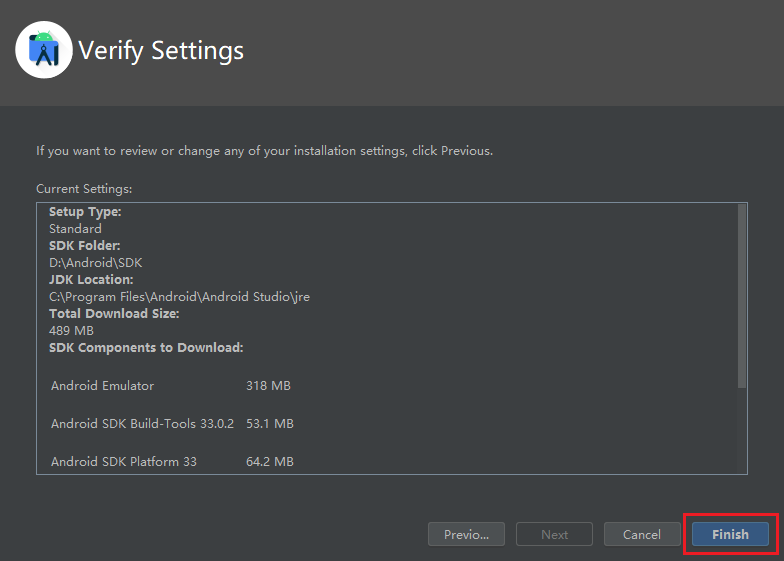 Verify Settings
If you want to review or change any of your installation settings, click Previous.
Current Settings:
Setup Type:
Standard
SDK Folder:
D:\Android\SDK
JDK Location:
C:\Program Files\Android\Android Studio\jre
Total Download Size:
489 MB
SDK Components to Download:
Android Emulator 318 MB
Android SDK Build-Tools 33.0.2 53.1 MB
Android SDK Platform 33 64.2 MB
Previo... Next Cancel Finish